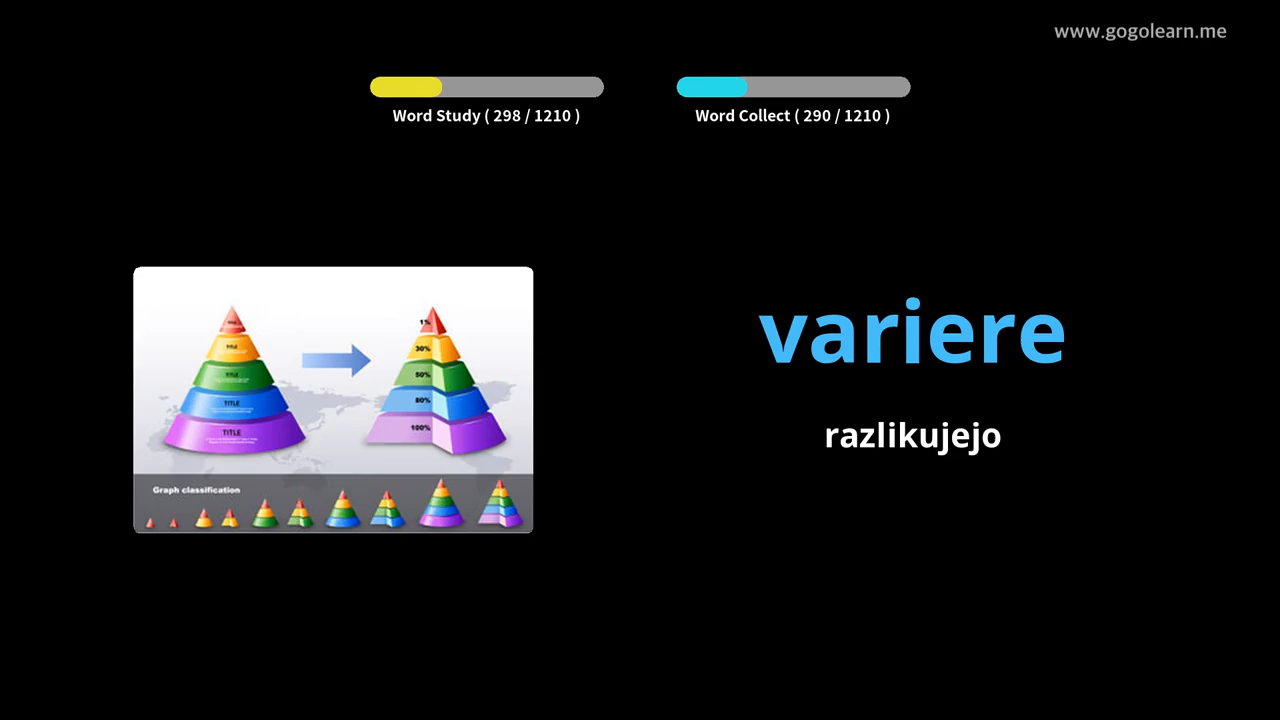 www.gogolearn.me
Word Study ( 298 / 1210 )
Word Collect ( 290 / 1210 )
variere
razlikujejo
TITLE
TITLE
TITLE
TITLE
1%
30%
50%
80%
100%
Graph classification